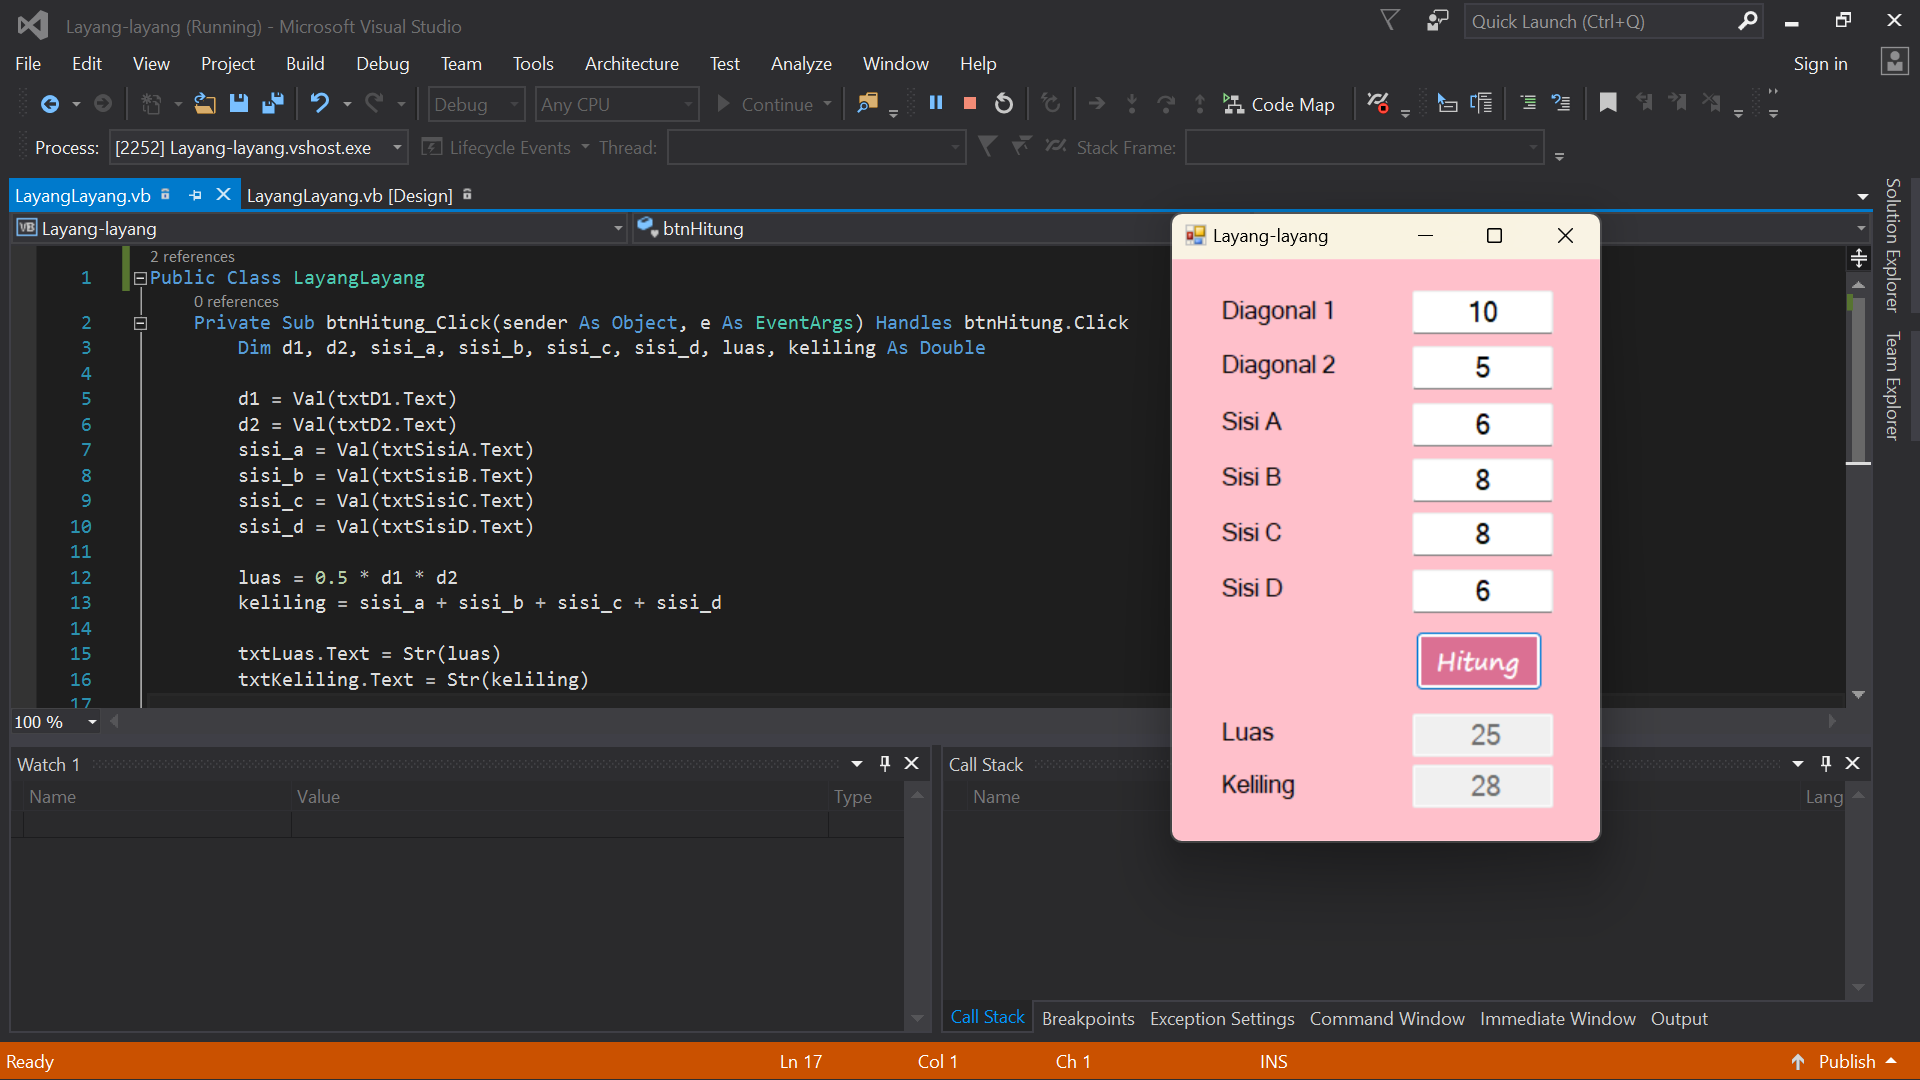 Layang-layang (Running) - Microsoft Visual Studio
Quick Launch (Ctrl+Q)
File Edit View Project Build Debug Team Tools Architecture Test Analyze Window Help
Sign in
Debug Any CPU Continue Code Map
Process: [2252] Layang-layang.vshost.exe Lifecycle Events Thread: Stack Frame:
LayangLayang.vb LayangLayang.vb [Design]
VB Layang-layang btnHitung
2 references
1 Public Class LayangLayang
0 references
2 Private Sub btnHitung_Click(sender As Object, e As EventArgs) Handles btnHitung.Click
3 Dim d1, d2, sisi_a, sisi_b, sisi_c, sisi_d, luas, keliling As Double
4
5 d1 = Val(txtD1.Text)
6 d2 = Val(txtD2.Text)
7 sisi_a = Val(txtSisiA.Text)
8 sisi_b = Val(txtSisiB.Text)
9 sisi_c = Val(txtSisiC.Text)
10 sisi_d = Val(txtSisiD.Text)
11
12 luas = 0.5 * d1 * d2
13 keliling = sisi_a + sisi_b + sisi_c + sisi_d
14
15 txtLuas.Text = Str(luas)
16 txtKeliling.Text = Str(keliling)
17
100 %
Layang-layang
Diagonal 1 10
Diagonal 2 5
Sisi A 6
Sisi B 8
Sisi C 8
Sisi D 6
Hitung
Luas 25
Keliling 28
Solution Explorer
Team Explorer
Watch 1
Name Value Type
Call Stack
Name Lang
Call Stack Breakpoints Exception Settings Command Window Immediate Window Output
Ready Ln 17 Col 1 Ch 1 INS Publish